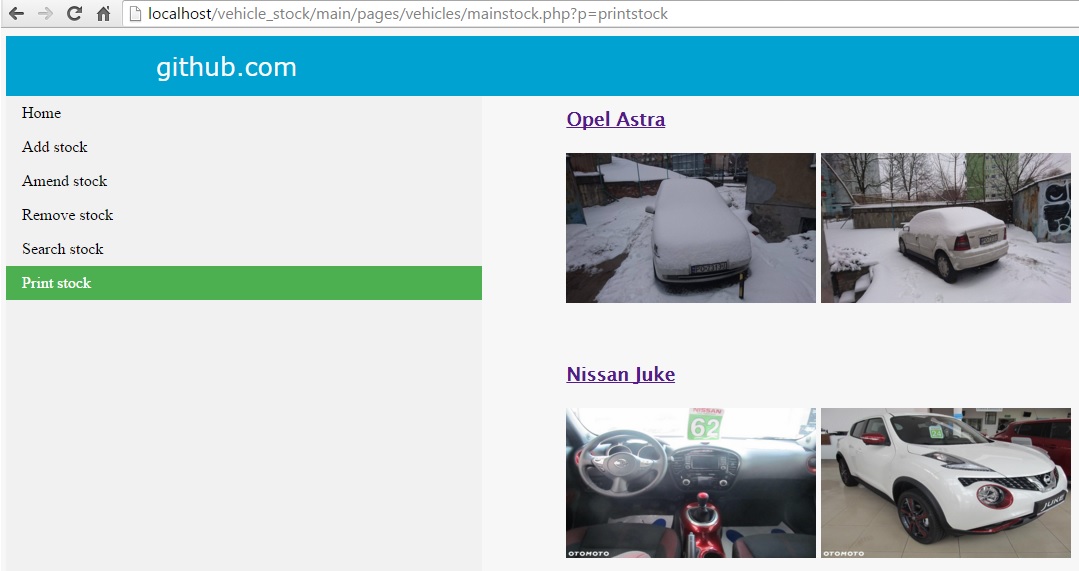 localhost/vehicle_stock/main/pages/vehicles/mainstock.php?p=printstock
github.com
Home
Add stock
Amend stock
Remove stock
Search stock
Print stock
Opel Astra
Nissan Juke
NISSAN
62
JUKE
OTOMOTO
OTOMOTO